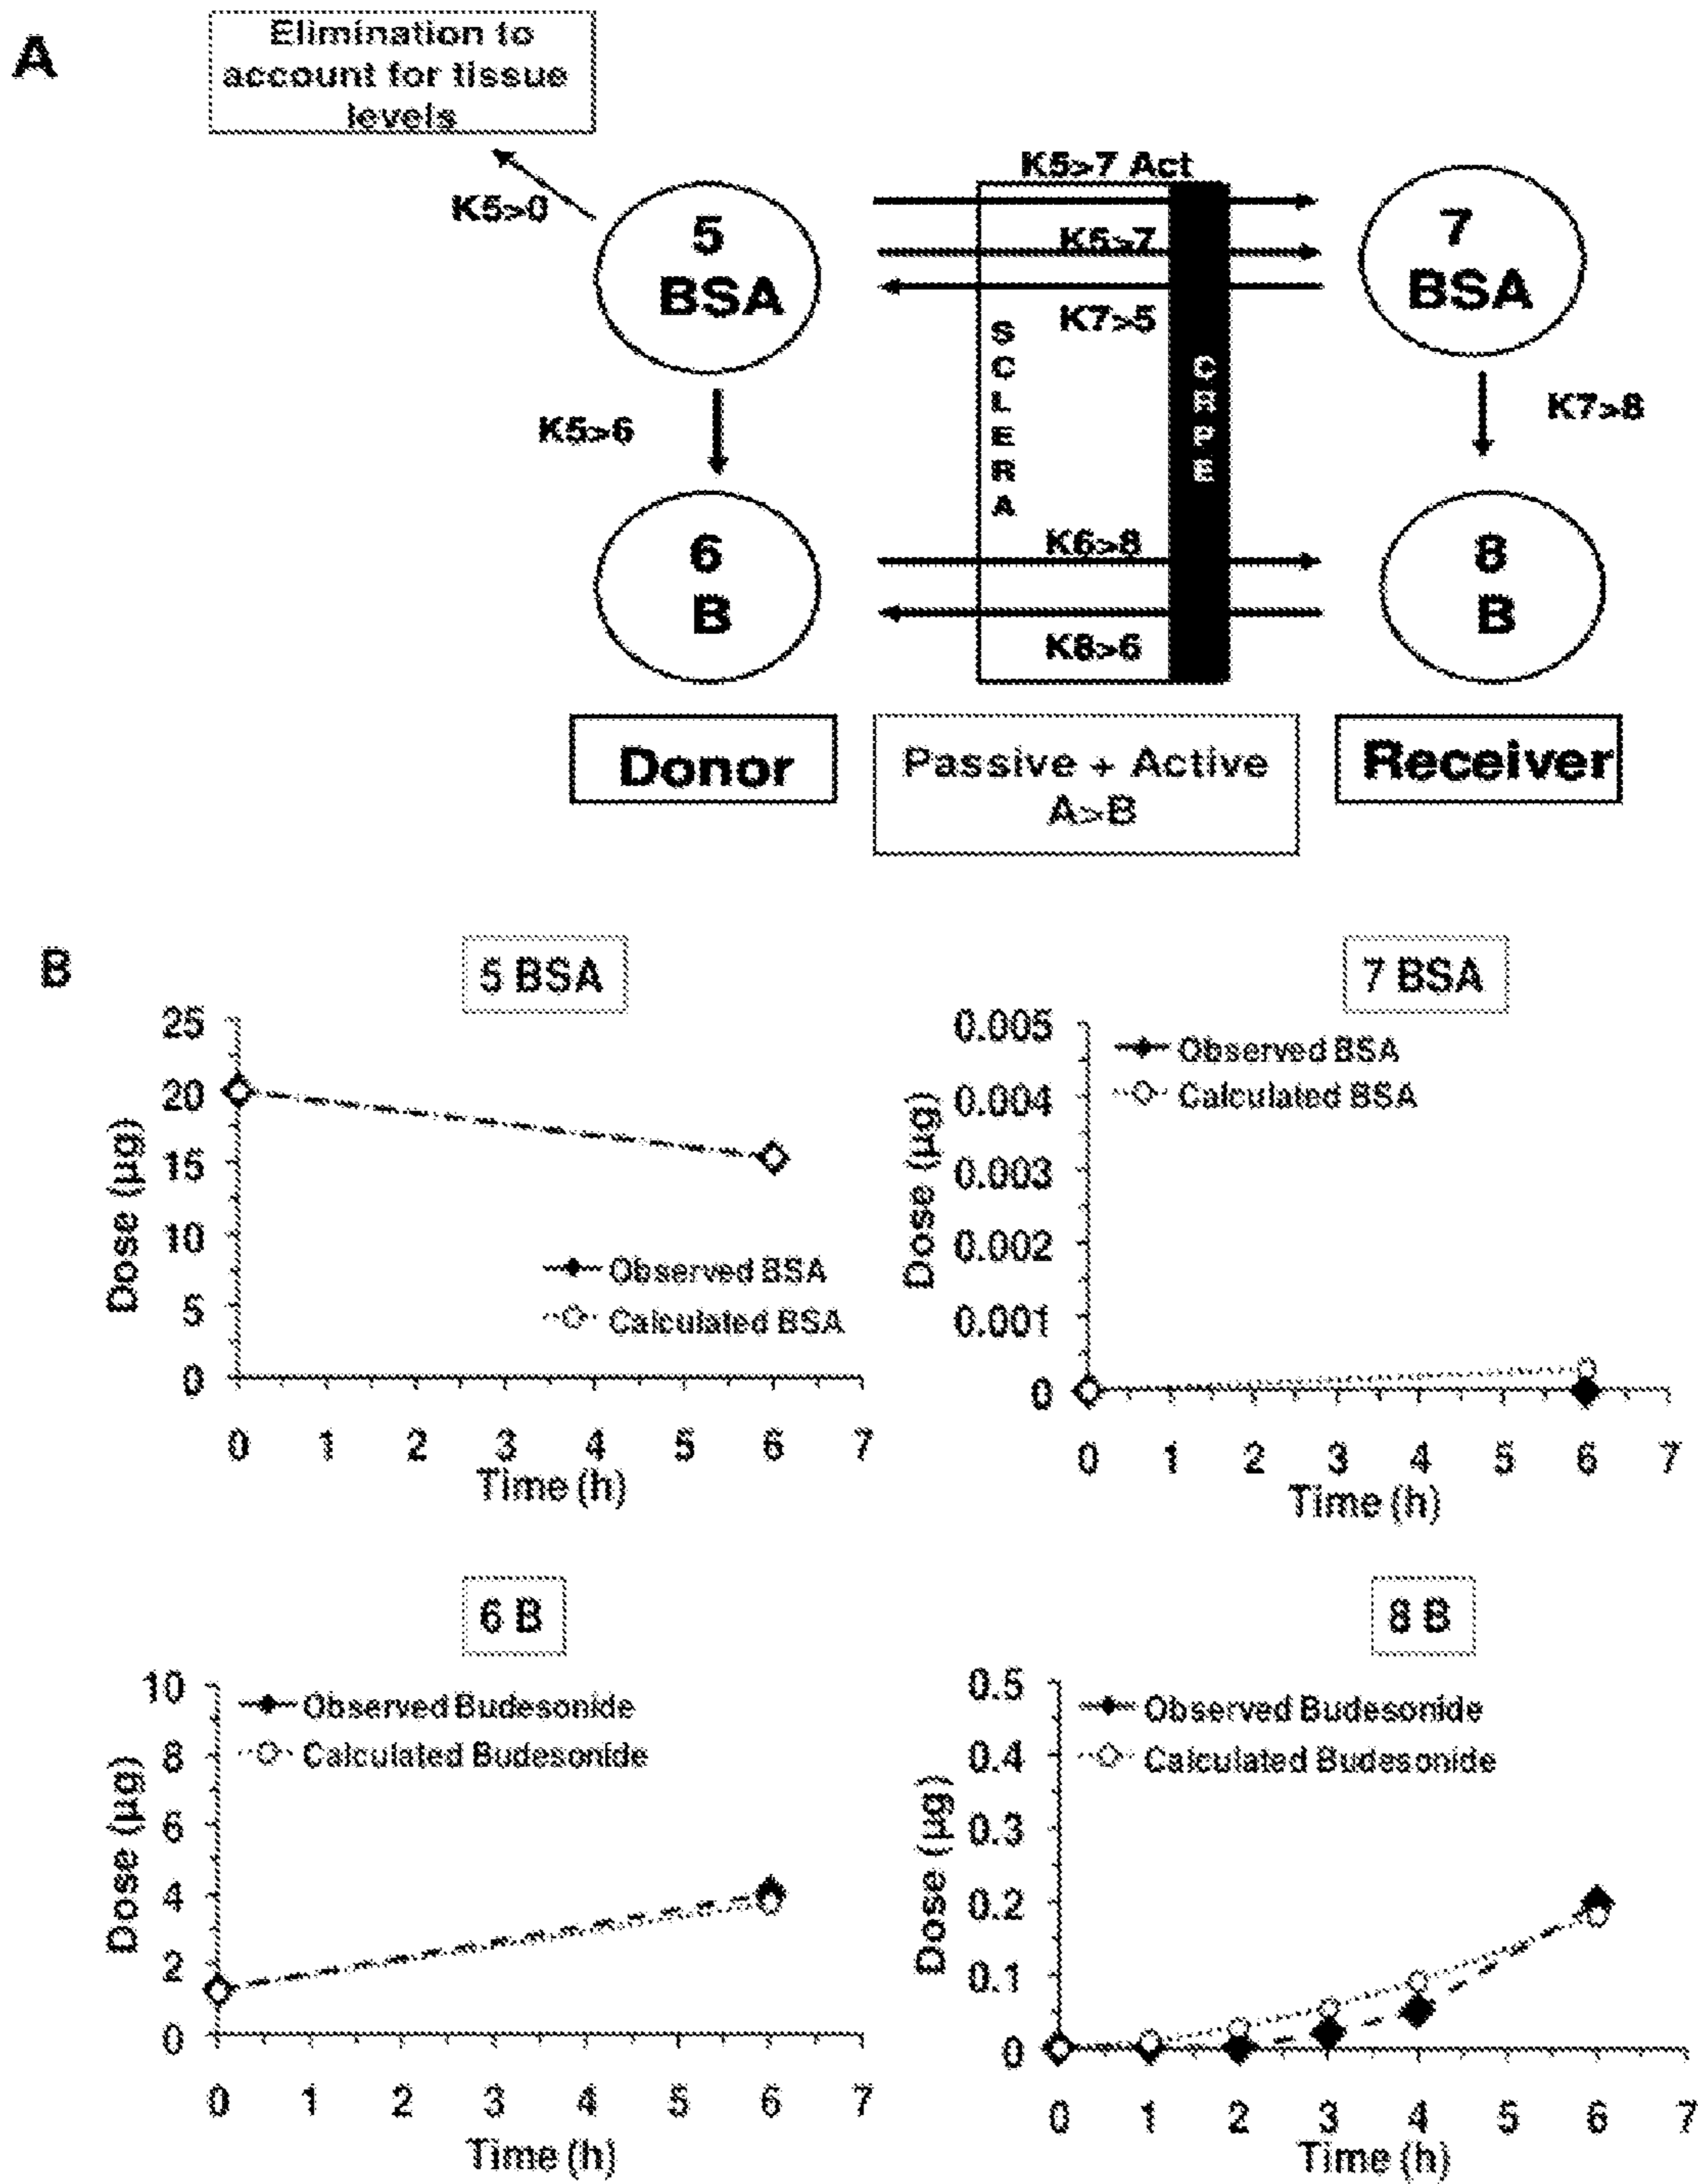 A
Elimination to
account for tissue
levels
K5>0
5
BSA
K5>7 Act
K5>7
K7>5
7
BSA
K5>6
SCLERA
CRPE
K7>8
6
B
K6>8
K8>6
8
B
Donor
Passive + Active
A>B
Receiver
B
5 BSA
25
20
15
10
5
0
Dose (µg)
Observed BSA
Calculated BSA
0 1 2 3 4 5 6 7
Time (h)
7 BSA
0.005
0.004
0.003
0.002
0.001
0
Dose (µg)
Observed BSA
Calculated BSA
0 1 2 3 4 5 6 7
Time (h)
6 B
10
8
6
4
2
0
Dose (µg)
Observed Budesonide
Calculated Budesonide
0 1 2 3 4 5 6 7
Time (h)
8 B
0.5
0.4
0.3
0.2
0.1
0
Dose (µg)
Observed Budesonide
Calculated Budesonide
0 1 2 3 4 5 6 7
Time (h)